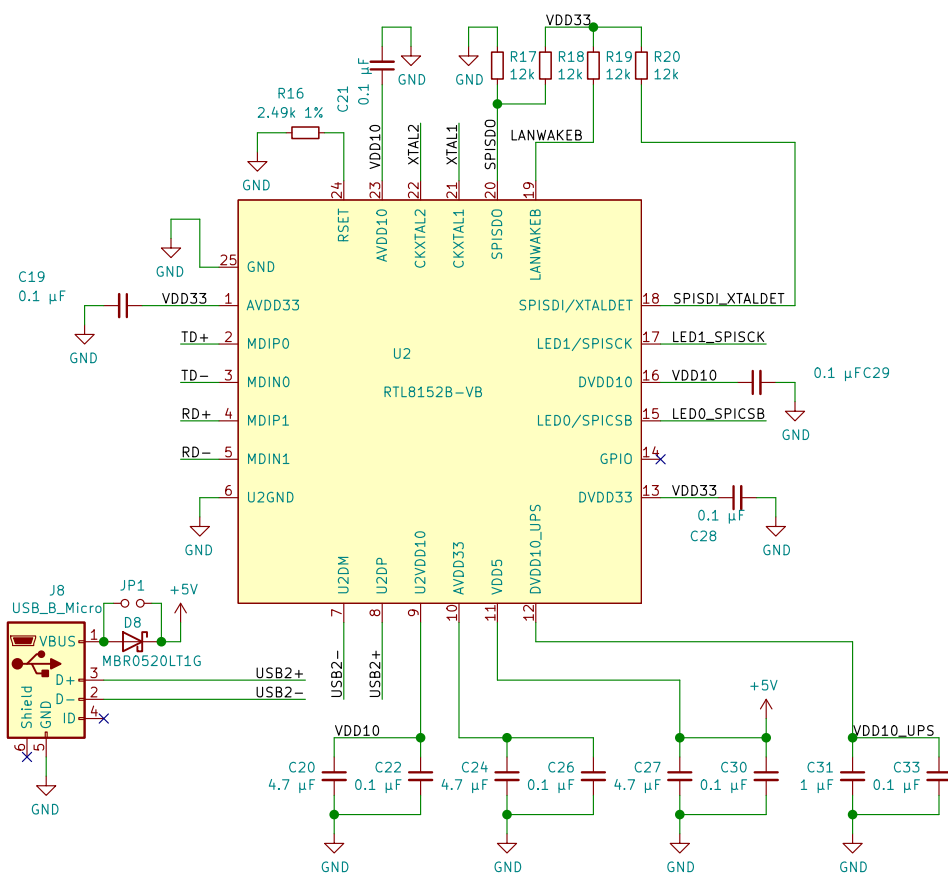 VDD33
R17
12k
R18
12k
R19
12k
R20
12k
GND
GND
C21
0.1 µF
R16
2.49k 1%
GND
VDD10
XTAL2
XTAL1
SPISDO
LANWAKEB
24
23
22
21
20
19
RSET
AVDD10
CKXTAL2
CKXTAL1
SPISDO
LANWAKEB
GND
25
GND
C19
0.1 µF
GND
VDD33
1
AVDD33
SPISDI/XTALDET
18
SPISDI_XTALDET
TD+
2
MDIP0
LED1/SPISCK
17
LED1_SPISCK
U2
RTL8152B-VB
TD-
3
MDIN0
DVDD10
16
VDD10
0.1 µF
C29
GND
RD+
4
MDIP1
LED0/SPICSB
15
LED0_SPICSB
RD-
5
MDIN1
GPIO
14
6
U2GND
DVDD33
13
VDD33
0.1 µF
C28
GND
GND
U2DM
U2DP
U2VDD10
AVDD33
VDD5
DVDD10_UPS
7
8
9
10
11
12
USB2-
USB2+
J8
USB_B_Micro
JP1
+5V
D8
MBR0520LT1G
VBUS
1
D+
3
USB2+
D-
2
USB2-
ID
4
Shield
GND
6
5
GND
VDD10
+5V
VDD10_UPS
C20
4.7 µF
C22
0.1 µF
C24
4.7 µF
C26
0.1 µF
C27
4.7 µF
C30
0.1 µF
C31
1 µF
C33
0.1 µF
GND
GND
GND
GND